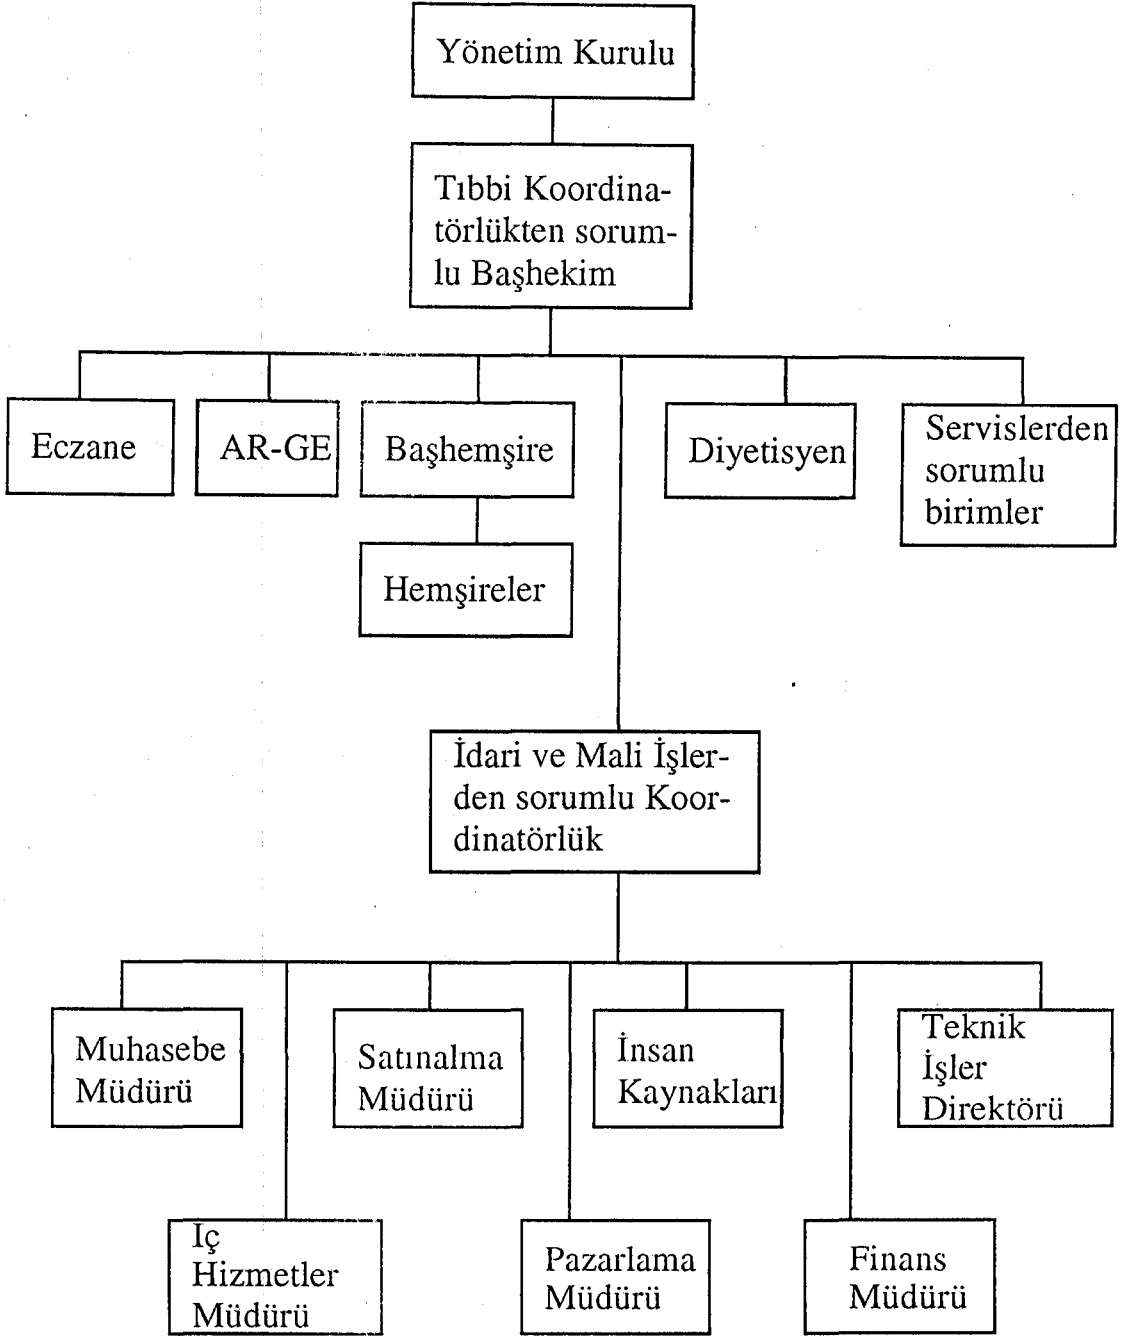 Yönetim Kurulu
Tıbbi Koordina-
törlükten sorum-
lu Başhekim
Eczane
AR-GE
Başhemşire
Diyetisyen
Servislerden
sorumlu
birimler
Hemşireler
İdari ve Mali İşler-
den sorumlu Koor-
dinatörlük
Muhasebe
Müdürü
Satınalma
Müdürü
İnsan
Kaynakları
Teknik
İşler
Direktörü
Iç
Hizmetler
Müdürü
Pazarlama
Müdürü
Finans
Müdürü